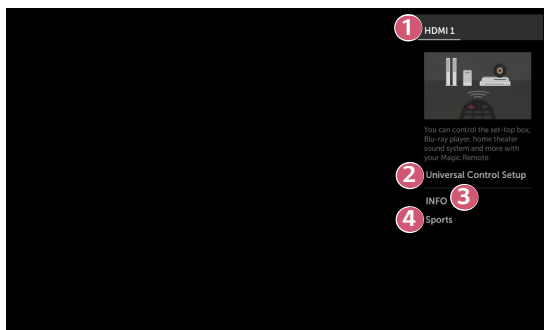 1 HDMI 1
You can control the set-top box,
Blu-ray player, home theater
sound system and more with
your Magic Remote.
2 Universal Control Setup
INFO 3
4 Sports